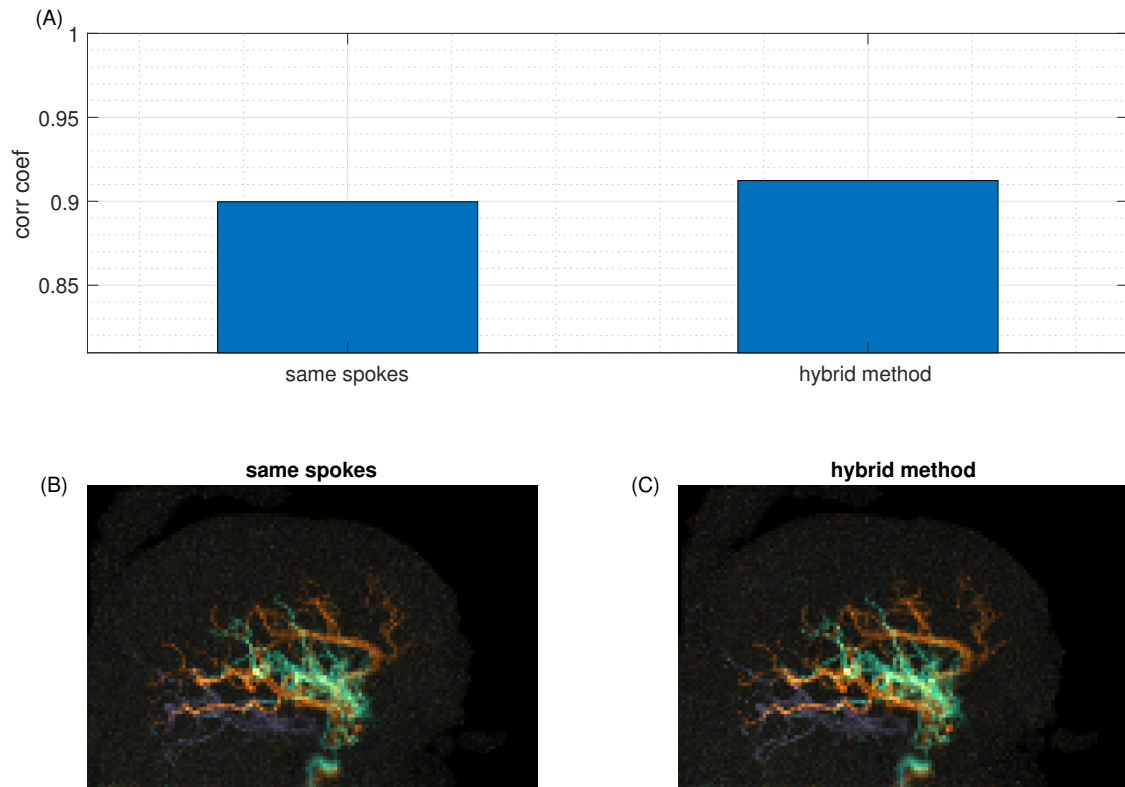 (A)
1
0.95
0.9
0.85
corr coef
same spokes
hybrid method
(B)
same spokes
(C)
hybrid method